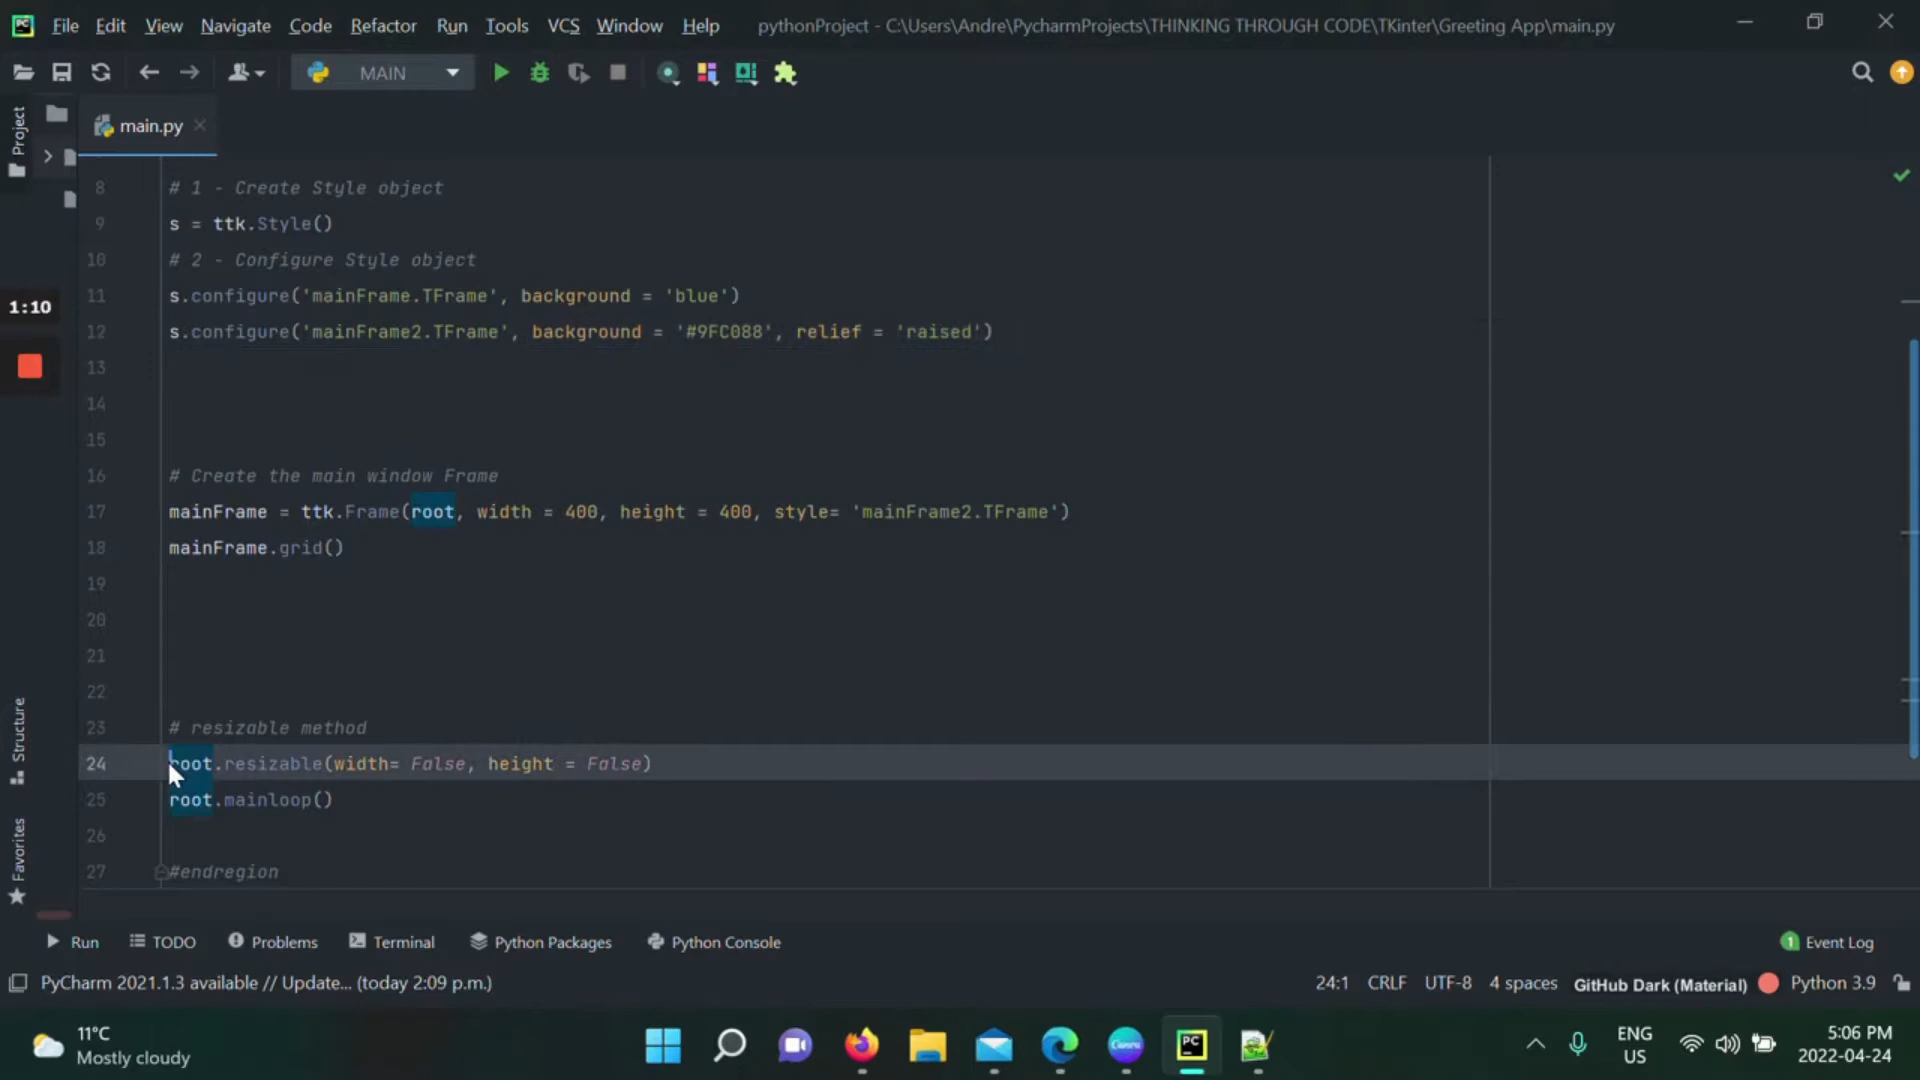 File Edit View Navigate Code Refactor Run Tools VCS Window Help pythonProject - C:\Users\Andre\PycharmProjects\THINKING THROUGH CODE\TKinter\Greeting App\main.py
MAIN
Project
main.py
8 # 1 - Create Style object
9 s = ttk.Style()
10 # 2 - Configure Style object
11 s.configure('mainFrame.TFrame', background = 'blue')
1:10
12 s.configure('mainFrame2.TFrame', background = '#9FC088', relief = 'raised')
13
14
15
16 # Create the main window Frame
17 mainFrame = ttk.Frame(root, width = 400, height = 400, style= 'mainFrame2.TFrame')
18 mainFrame.grid()
19
20
21
22
23 # resizable method
24 root.resizable(width= False, height = False)
25 root.mainloop()
26
27 #endregion
Structure
Favorites
Run TODO Problems Terminal Python Packages Python Console 1 Event Log
PyCharm 2021.1.3 available // Update... (today 2:09 p.m.) 24:1 CRLF UTF-8 4 spaces GitHub Dark (Material) Python 3.9
11°C
Mostly cloudy
Canva
PC
ENG
US
5:06 PM
2022-04-24